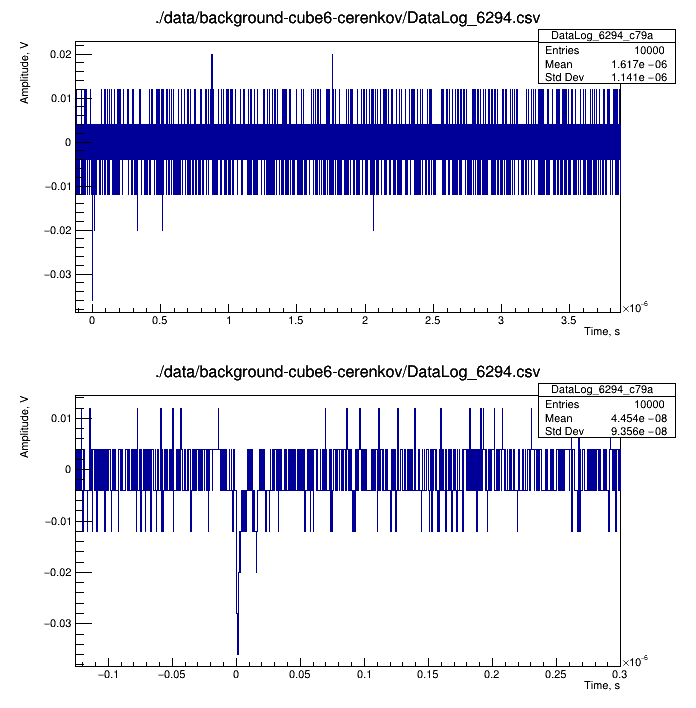 ./data/background-cube6-cerenkov/DataLog_6294.csv
DataLog_6294_c79a
Entries 10000
Mean 1.617e-06
Std Dev 1.141e-06
Amplitude, V
0.02
0.01
0
-0.01
-0.02
-0.03
0 0.5 1 1.5 2 2.5 3 3.5
×10^-6
Time, s
./data/background-cube6-cerenkov/DataLog_6294.csv
DataLog_6294_c79a
Entries 10000
Mean 4.454e-08
Std Dev 9.356e-08
Amplitude, V
0.01
0
-0.01
-0.02
-0.03
-0.1 -0.05 0 0.05 0.1 0.15 0.2 0.25 0.3
×10^-6
Time, s